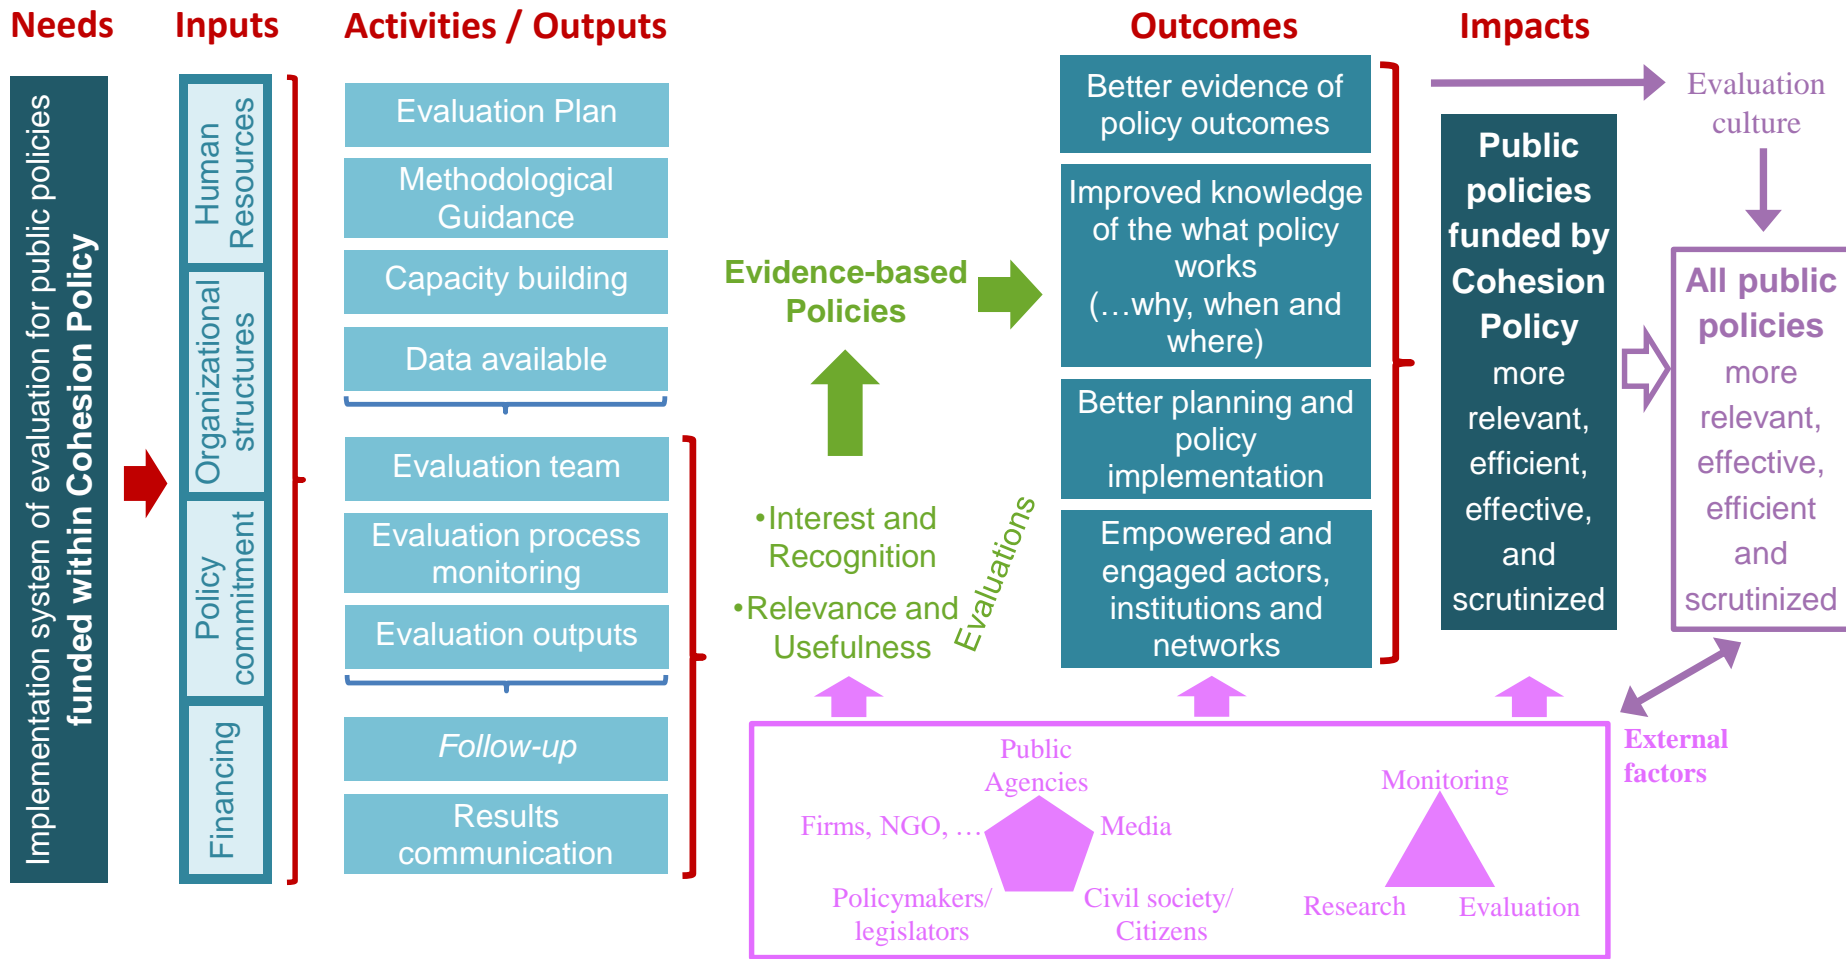 Needs
Inputs
Activities / Outputs
Outcomes
Impacts
Implementation system of evaluation for public policies
funded within Cohesion Policy
Human
Resources
Organizational
structures
Policy
commitment
Financing
Evaluation Plan
Methodological
Guidance
Capacity building
Data available
Evaluation team
Evaluation process
monitoring
Evaluation outputs
Follow-up
Results
communication
Evidence-based
Policies
•Interest and
Recognition
•Relevance and
Usefulness
Evaluations
Better evidence of
policy outcomes
Improved knowledge
of the what policy
works
(…why, when and
where)
Better planning and
policy
implementation
Empowered and
engaged actors,
institutions and
networks
Public
policies
funded by
Cohesion
Policy
more
relevant,
efficient,
effective,
and
scrutinized
Evaluation
culture
All public
policies
more
relevant,
effective,
efficient
and
scrutinized
External
factors
Public
Agencies
Firms, NGO, …
Media
Policymakers/
legislators
Civil society/
Citizens
Monitoring
Research
Evaluation